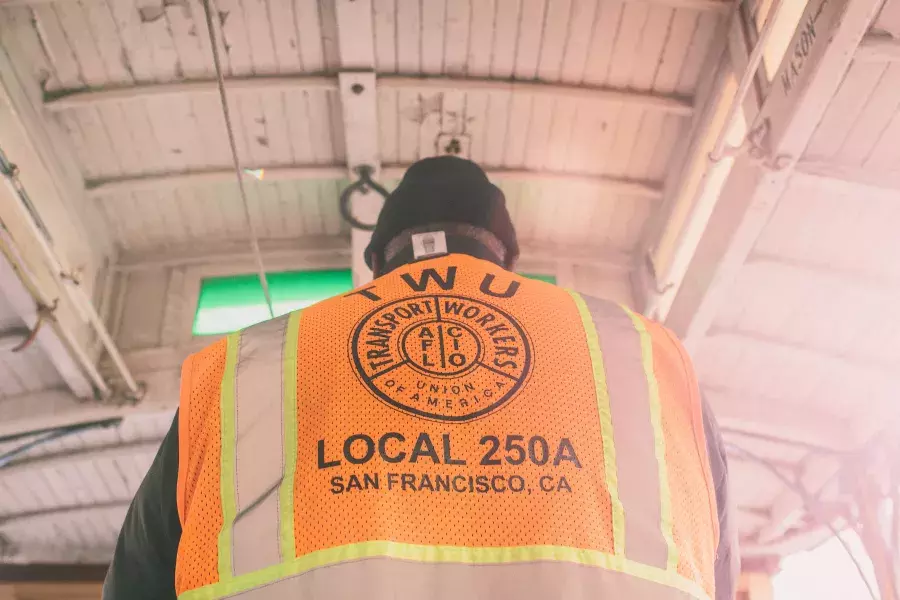 MASON
TWU
TRANSPORT WORKERS
AFL CIO
UNION
OF AMERICA
LOCAL 250A
SAN FRANCISCO, CA